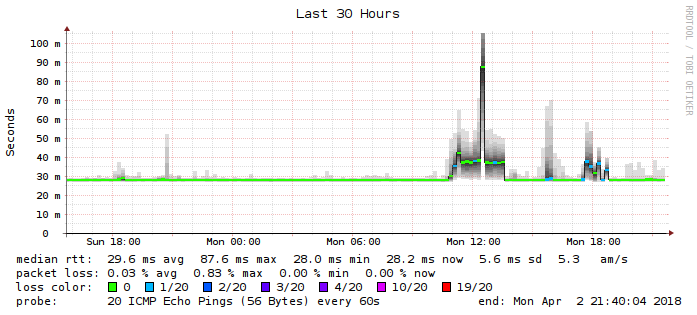 Last 30 Hours
RRDTOOL / TOBI OETIKER
Seconds
100 m
90 m
80 m
70 m
60 m
50 m
40 m
30 m
20 m
10 m
0
Sun 18:00 Mon 00:00 Mon 06:00 Mon 12:00 Mon 18:00
median rtt: 29.6 ms avg 87.6 ms max 28.0 ms min 28.2 ms now 5.6 ms sd 5.3 am/s
packet loss: 0.03 % avg 0.83 % max 0.00 % min 0.00 % now
loss color: 0 1/20 2/20 3/20 4/20 10/20 19/20
probe: 20 ICMP Echo Pings (56 Bytes) every 60s end: Mon Apr 2 21:40:04 2018